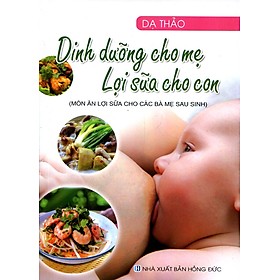 DẠ THẢO
Dinh dưỡng cho mẹ
Lợi sữa cho con
(MÓN ĂN LỢI SỮA CHO CÁC BÀ MẸ SAU SINH)
NHÀ XUẤT BẢN HỒNG ĐỨC